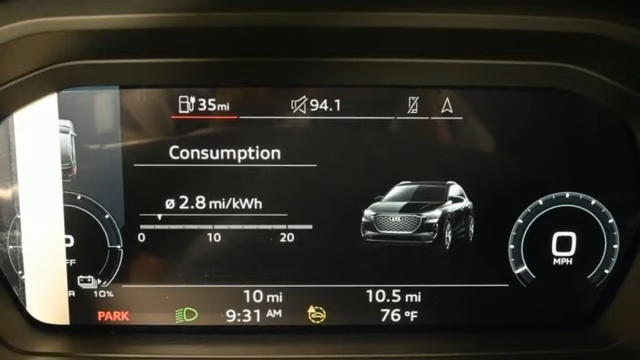 35mi
94.1
Consumption
ø 2.8 mi/kWh
0 10 20
0
MPH
FF
R 10%
10 mi 10.5 mi
PARK 9:31 AM 76 °F